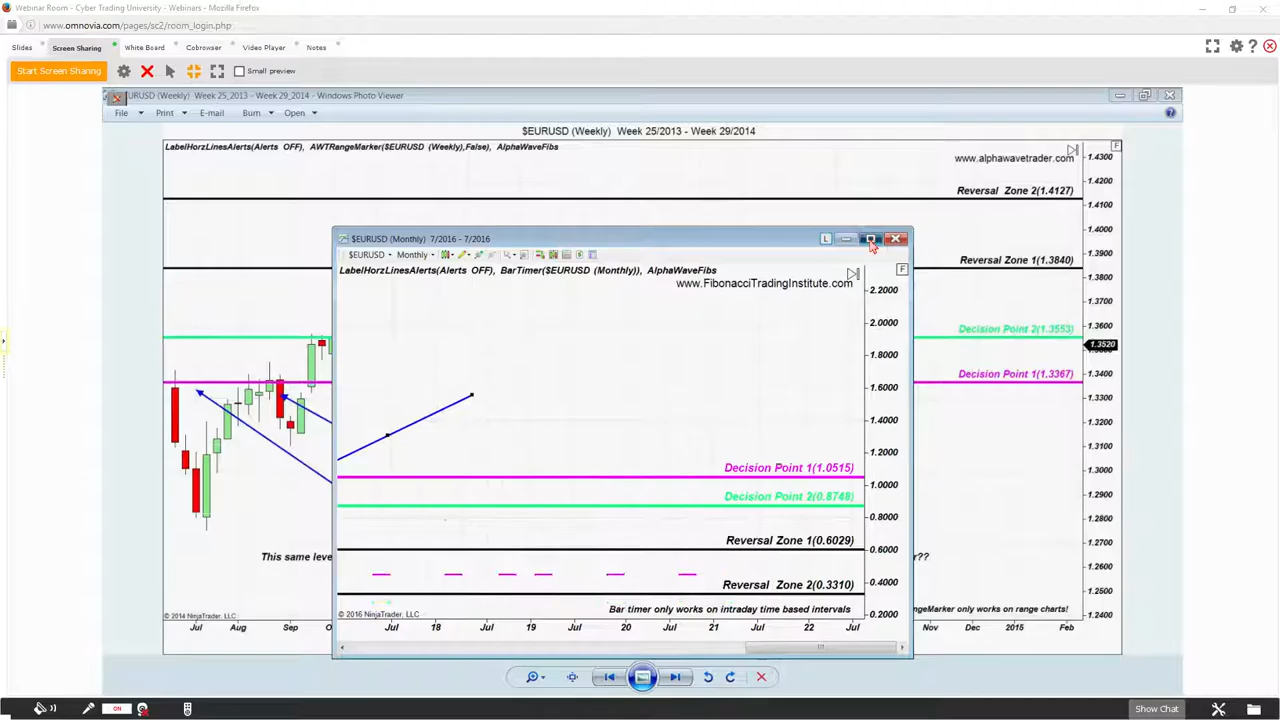 Webinar Room - Cyber Trading University - Webinars - Mozilla Firefox
www.omnovia.com/pages/sc2/room_login.php
Slides Screen Sharing White Board Cobrowser Video Player Notes
Start Screen Sharing Small preview
EURUSD (Weekly) Week 25_2013 - Week 29_2014 - Windows Photo Viewer
File Print E-mail Burn Open
$EURUSD (Weekly) Week 25/2013 - Week 29/2014
LabelHorzLinesAlerts(Alerts OFF), AWTRangeMarker($EURUSD (Weekly),False), AlphaWaveFibs
www.alphawavetrader.com
F
1.4300
1.4200
Reversal Zone 2(1.4127)
1.4100
1.4000
Reversal Zone 1(1.3840)
1.3900
1.3800
1.3700
1.3600
Decision Point 2(1.3553)
1.3520
1.3400
Decision Point 1(1.3367)
1.3300
1.3200
1.3100
1.3000
1.2900
1.2800
1.2700
1.2600
1.2500
1.2400
$EURUSD (Monthly) 7/2016 - 7/2016
L
$EURUSD Monthly
LabelHorzLinesAlerts(Alerts OFF), BarTimer($EURUSD (Monthly)), AlphaWaveFibs
www.FibonacciTradingInstitute.com
F
2.2000
2.0000
1.8000
1.6000
1.4000
1.2000
Decision Point 1(1.0515)
1.0000
Decision Point 2(0.8748)
0.8000
Reversal Zone 1(0.6029)
0.6000
Reversal Zone 2(0.3310)
0.4000
0.2000
Bar timer only works on intraday time based intervals
© 2016 NinjaTrader, LLC
Jul 18 Jul 19 Jul 20 Jul 21 Jul 22 Jul
This same leve
r??
© 2014 NinjaTrader, LLC
geMarker only works on range charts!
Jul Aug Sep O
Nov Dec 2015 Feb
ON
Show Chat